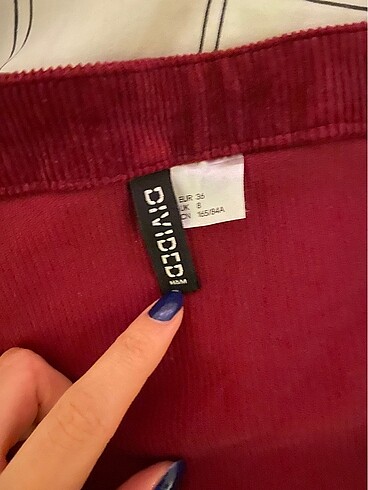 DIVIDED
H&M
EUR 36
UK 8
CN 165/84A